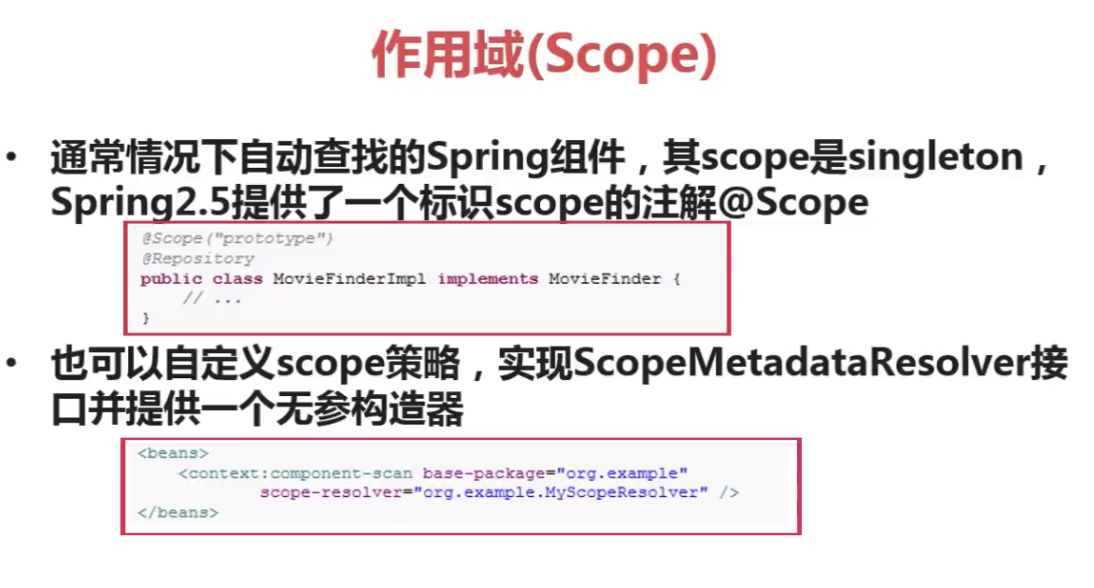 作用域(Scope)
• 通常情况下自动查找的Spring组件，其scope是singleton，
Spring2.5提供了一个标识scope的注解@Scope
@Scope("prototype")
@Repository
public class MovieFinderImpl implements MovieFinder {
// ...
}
• 也可以自定义scope策略，实现ScopeMetadataResolver接
口并提供一个无参构造器
<beans>
<context:component-scan base-package="org.example"
scope-resolver="org.example.MyScopeResolver" />
</beans>